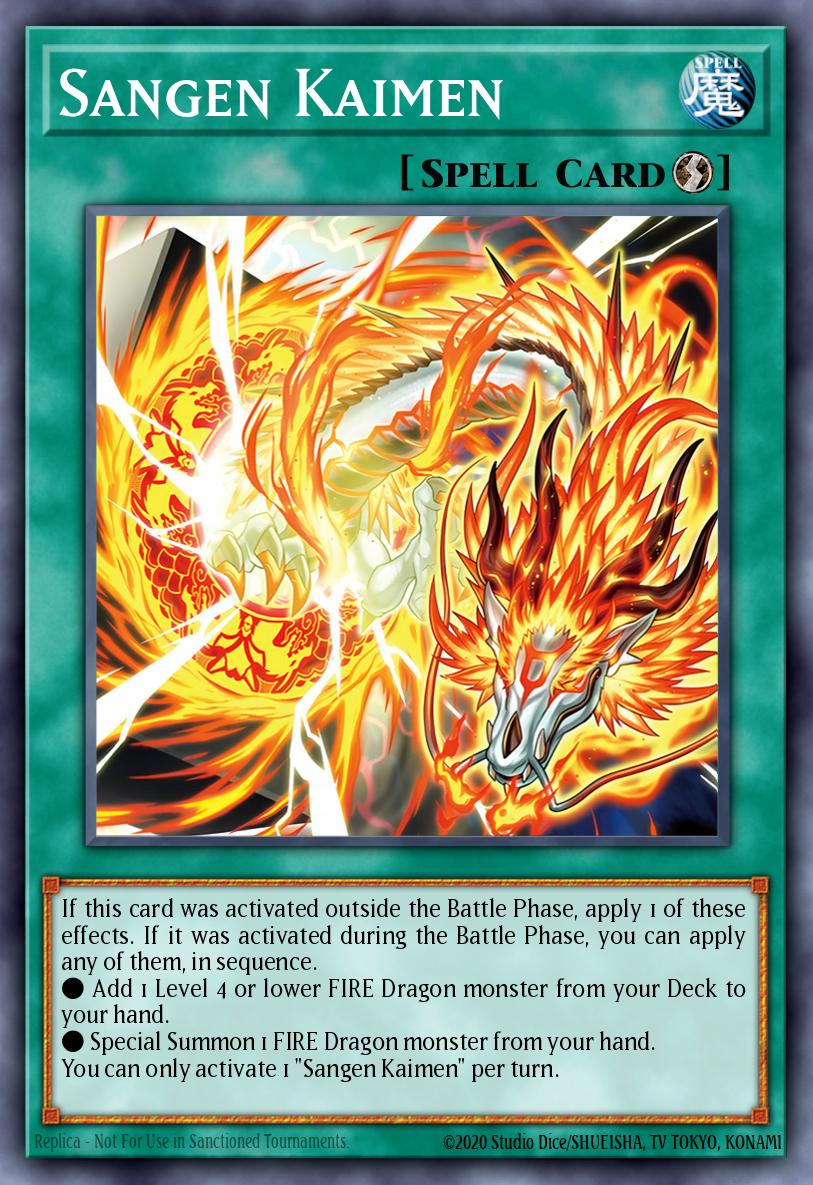 Sangen Kaimen
SPELL
魔
[Spell Card]
If this card was activated outside the Battle Phase, apply 1 of these
effects. If it was activated during the Battle Phase, you can apply
any of them, in sequence.
● Add 1 Level 4 or lower FIRE Dragon monster from your Deck to
your hand.
● Special Summon 1 FIRE Dragon monster from your hand.
You can only activate 1 "Sangen Kaimen" per turn.
Replica - Not For Use in Sanctioned Tournaments.
©2020 Studio Dice/SHUEISHA, TV TOKYO, KONAMI